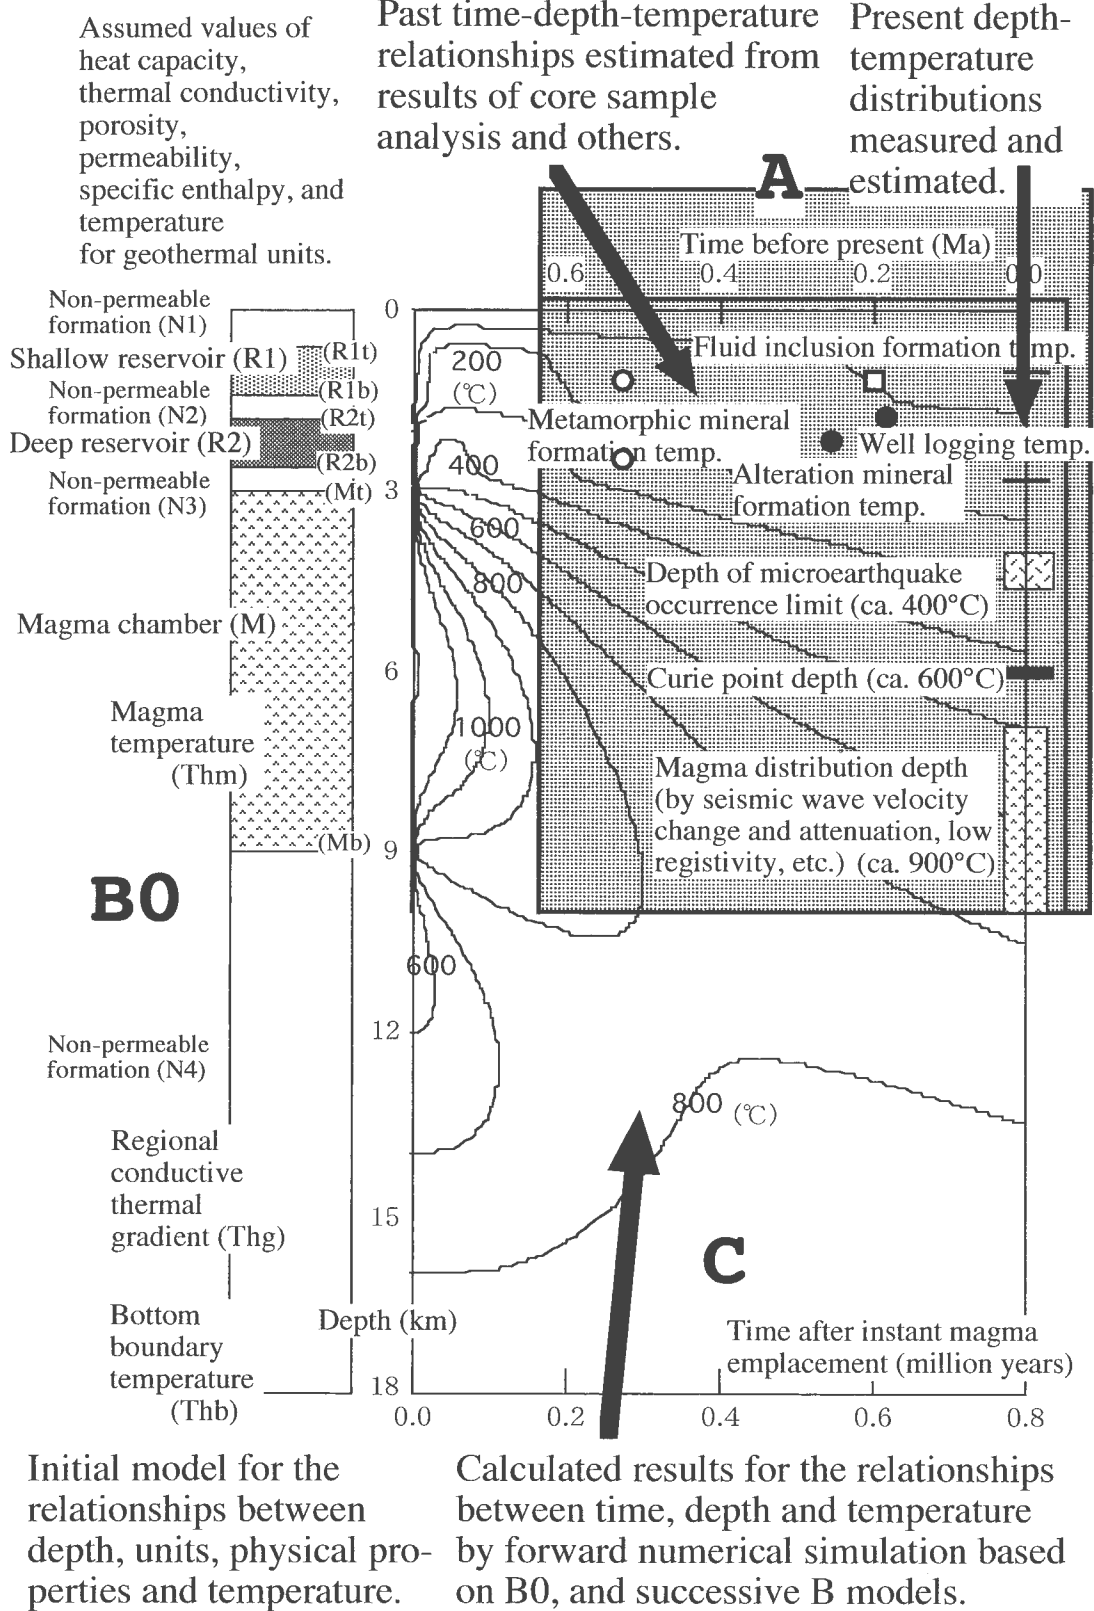 Assumed values of
heat capacity,
thermal conductivity,
porosity,
permeability,
specific enthalpy, and
temperature
for geothermal units.
Past time-depth-temperature
relationships estimated from
results of core sample
analysis and others.
Present depth-
temperature
distributions
measured and
estimated.
A
Time before present (Ma)
0.6 0.4 0.2 0.0
Non-permeable
formation (N1)
Shallow reservoir (R1)
Non-permeable
formation (N2)
Deep reservoir (R2)
Non-permeable
formation (N3)
Magma chamber (M)
Magma
temperature
(Thm)
B0
Non-permeable
formation (N4)
Regional
conductive
thermal
gradient (Thg)
Bottom
boundary
temperature
(Thb)
(R1t)
(R1b)
(R2t)
(R2b)
(Mt)
(Mb)
0
3
6
9
12
15
18
Depth (km)
200
(℃)
400
600
800
1000
(℃)
600
800 (℃)
Fluid inclusion formation temp.
Metamorphic mineral
formation temp.
Well logging temp.
Alteration mineral
formation temp.
Depth of microearthquake
occurrence limit (ca. 400°C)
Curie point depth (ca. 600°C)
Magma distribution depth
(by seismic wave velocity
change and attenuation, low
registivity, etc.) (ca. 900°C)
C
Time after instant magma
emplacement (million years)
0.0 0.2 0.4 0.6 0.8
Initial model for the
relationships between
depth, units, physical pro-
perties and temperature.
Calculated results for the relationships
between time, depth and temperature
by forward numerical simulation based
on B0, and successive B models.